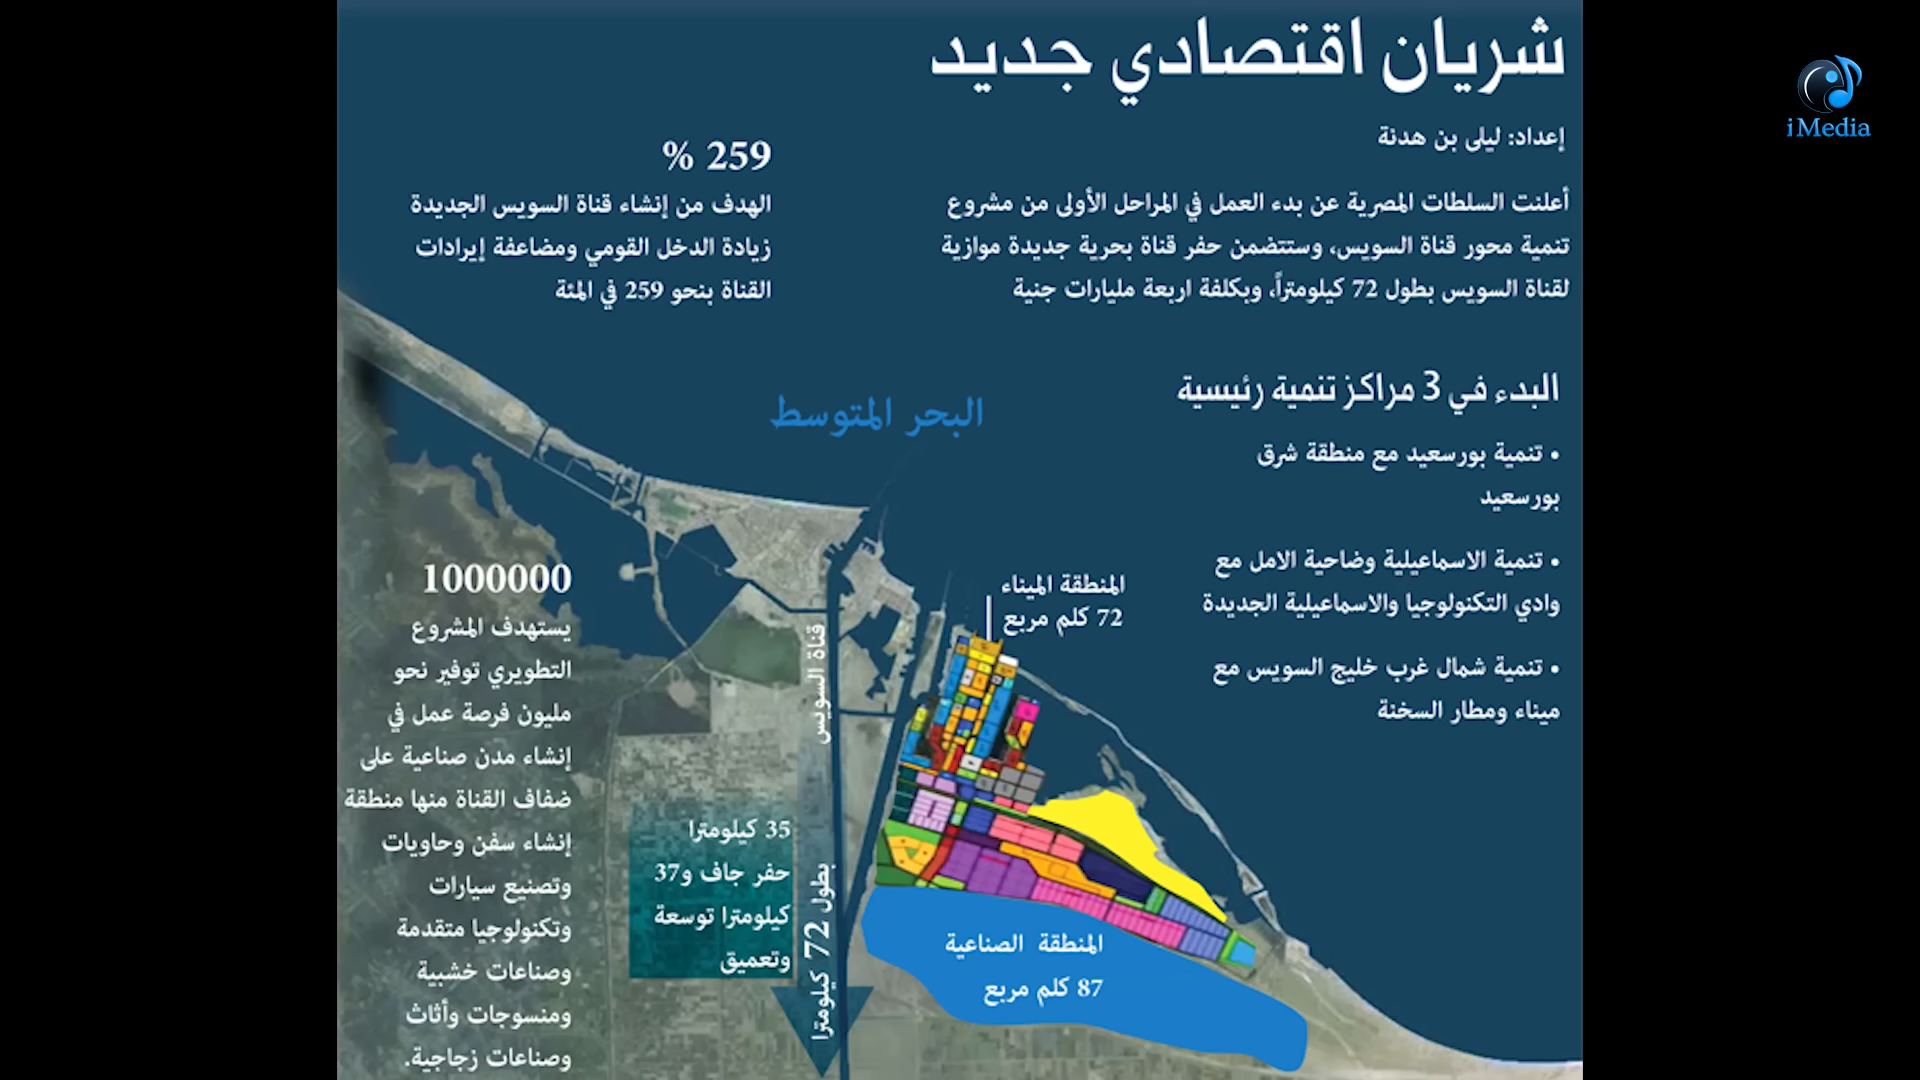 شريان اقتصادي جديد
iMedia
إعداد: ليلى بن هدنة
أعلنت السلطات المصرية عن بدء العمل في المراحل الأولى من مشروع
تنمية محور قناة السويس، وستتضمن حفر قناة بحرية جديدة موازية
لقناة السويس بطول 72 كيلومتراً، وبكلفة اربعة مليارات جنية
259 %
الهدف من إنشاء قناة السويس الجديدة
زيادة الدخل القومي ومضاعفة إيرادات
القناة بنحو 259 في المئة
البدء في 3 مراكز تنمية رئيسية
• تنمية بورسعيد مع منطقة شرق
بورسعيد
• تنمية الاسماعيلية وضاحية الامل مع
وادي التكنولوجيا والاسماعيلية الجديدة
• تنمية شمال غرب خليج السويس مع
ميناء ومطار السخنة
البحر المتوسط
المنطقة الميناء
72 كلم مربع
قناة السويس
بطول 72 كيلومترا
35 كيلومترا
حفر جاف و37
كيلومترا توسعة
وتعميق
المنطقة الصناعية
87 كلم مربع
1000000
يستهدف المشروع
التطويري توفير نحو
مليون فرصة عمل في
إنشاء مدن صناعية على
ضفاف القناة منها منطقة
إنشاء سفن وحاويات
وتصنيع سيارات
وتكنولوجيا متقدمة
وصناعات خشبية
ومنسوجات وأثاث
وصناعات زجاجية.